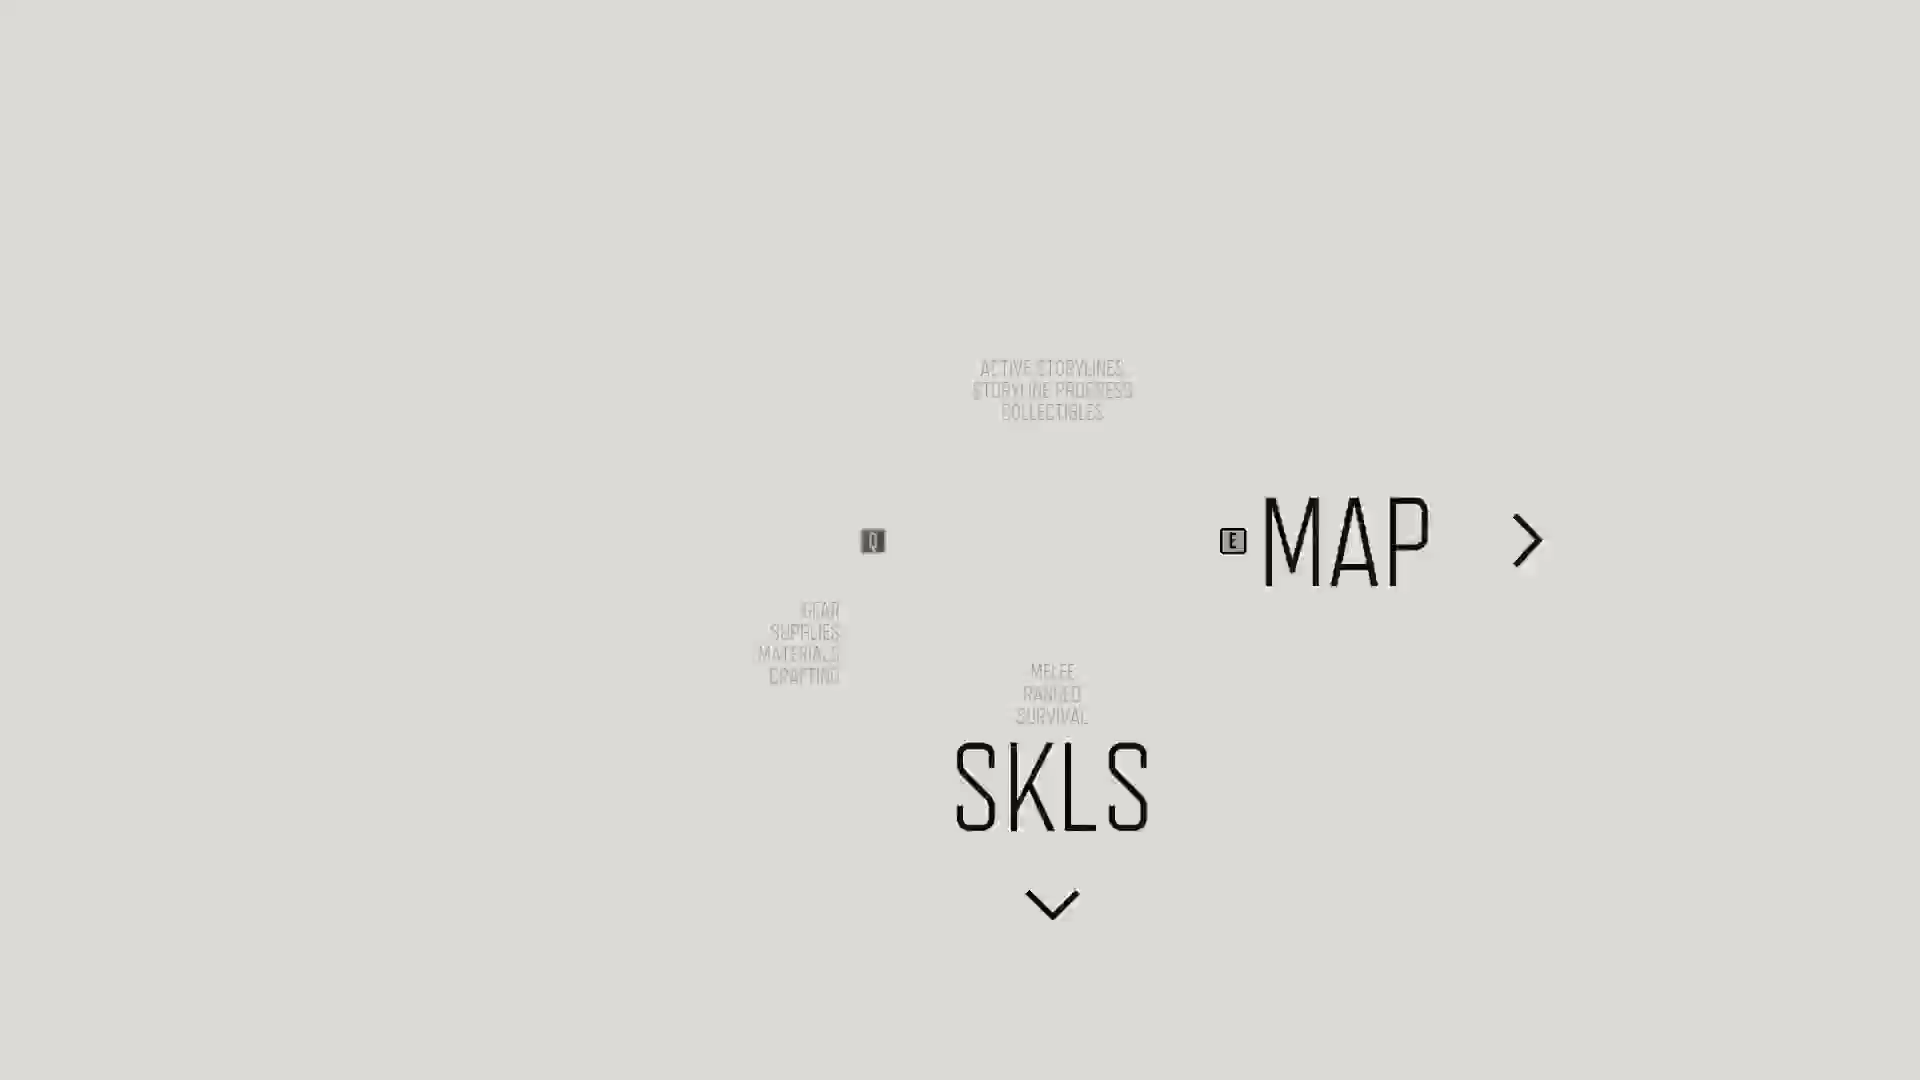 ACTIVE STORYLINES
STORYLINE PROGRESS
COLLECTIBLES
Q
E
MAP
GEAR
SUPPLIES
MATERIALS
CRAFTING
MELEE
RANGED
SURVIVAL
SKLS